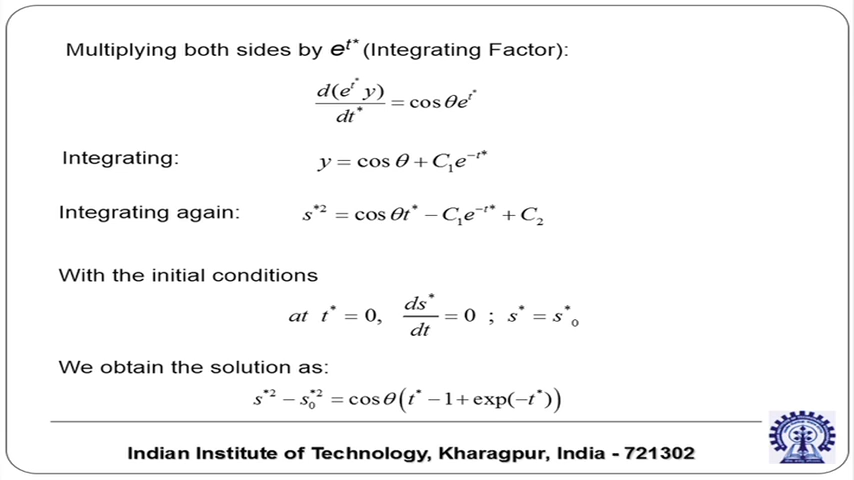 Multiplying both sides by e^{t*} (Integrating Factor):
d(e^{t*} y)/dt* = cos θe^{t*}
Integrating: y = cos θ + C₁e^{−t*}
Integrating again: s*² = cos θt* − C₁e^{−t*} + C₂
With the initial conditions
at t* = 0, ds*/dt = 0 ; s* = s*₀
We obtain the solution as:
s*² − s₀*² = cos θ(t* − 1 + exp(−t*))
Indian Institute of Technology, Kharagpur, India - 721302